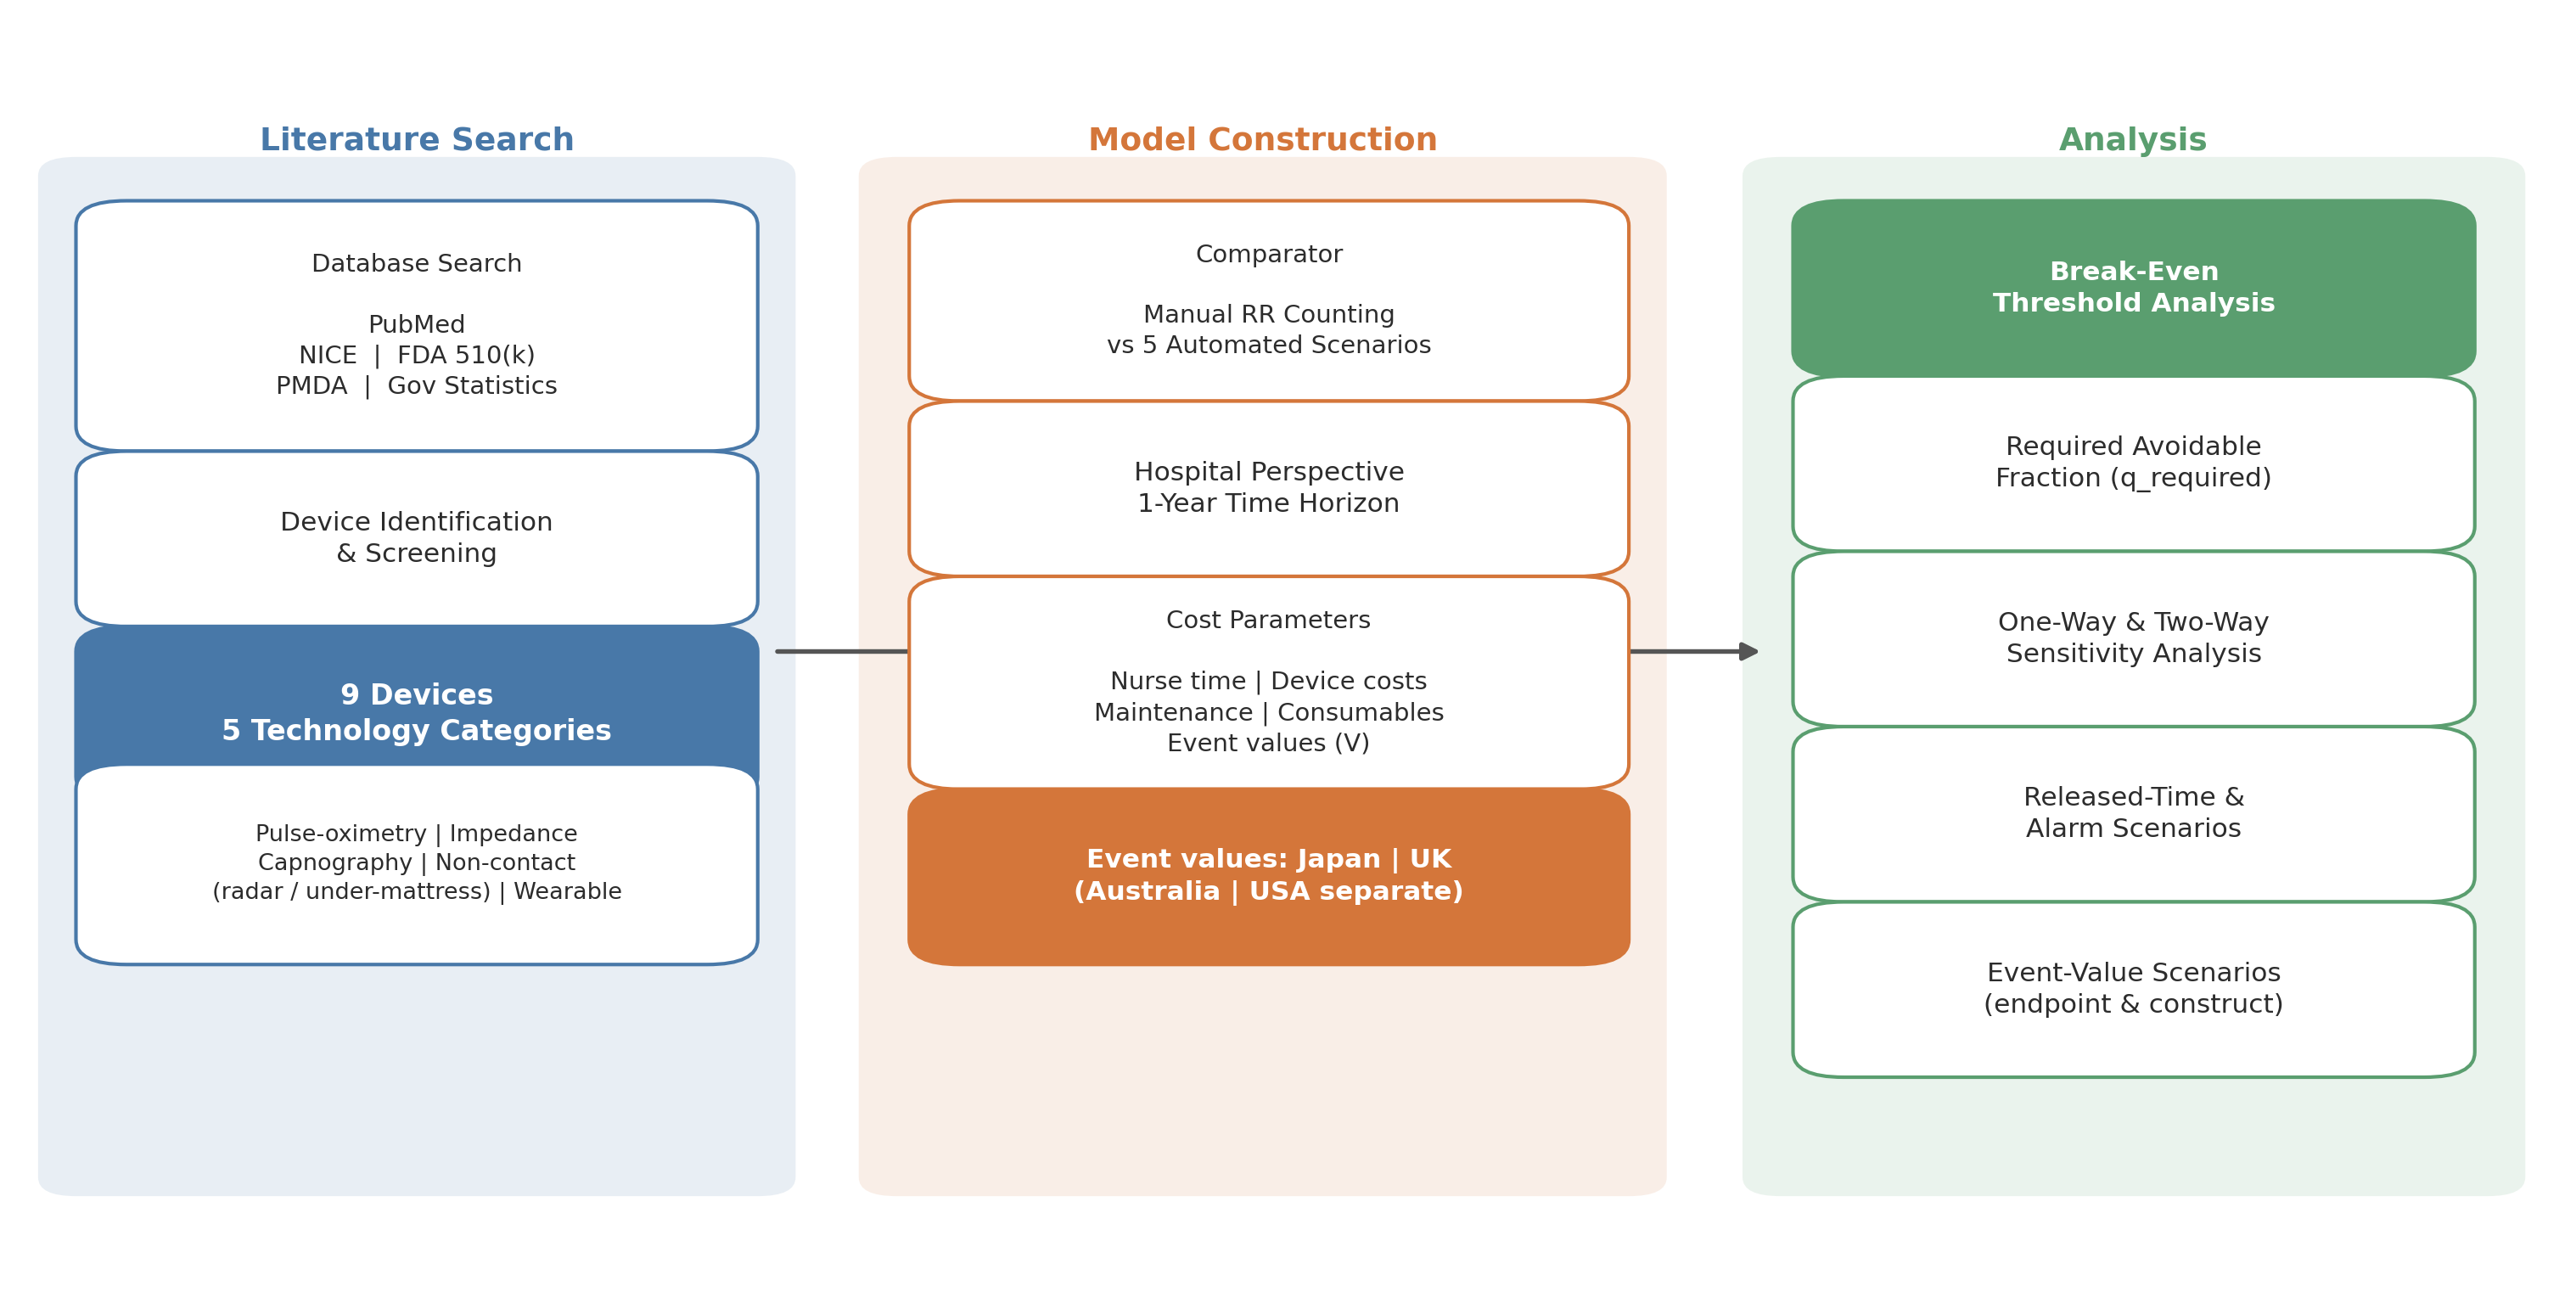 Literature Search
Database Search
PubMed
NICE | FDA 510(k)
PMDA | Gov Statistics
Device Identification
& Screening
9 Devices
5 Technology Categories
Pulse-oximetry | Impedance
Capnography | Non-contact
(radar / under-mattress) | Wearable
Model Construction
Comparator
Manual RR Counting
vs 5 Automated Scenarios
Hospital Perspective
1-Year Time Horizon
Cost Parameters
Nurse time | Device costs
Maintenance | Consumables
Event values (V)
Event values: Japan | UK
(Australia | USA separate)
Analysis
Break-Even
Threshold Analysis
Required Avoidable
Fraction (q_required)
One-Way & Two-Way
Sensitivity Analysis
Released-Time &
Alarm Scenarios
Event-Value Scenarios
(endpoint & construct)